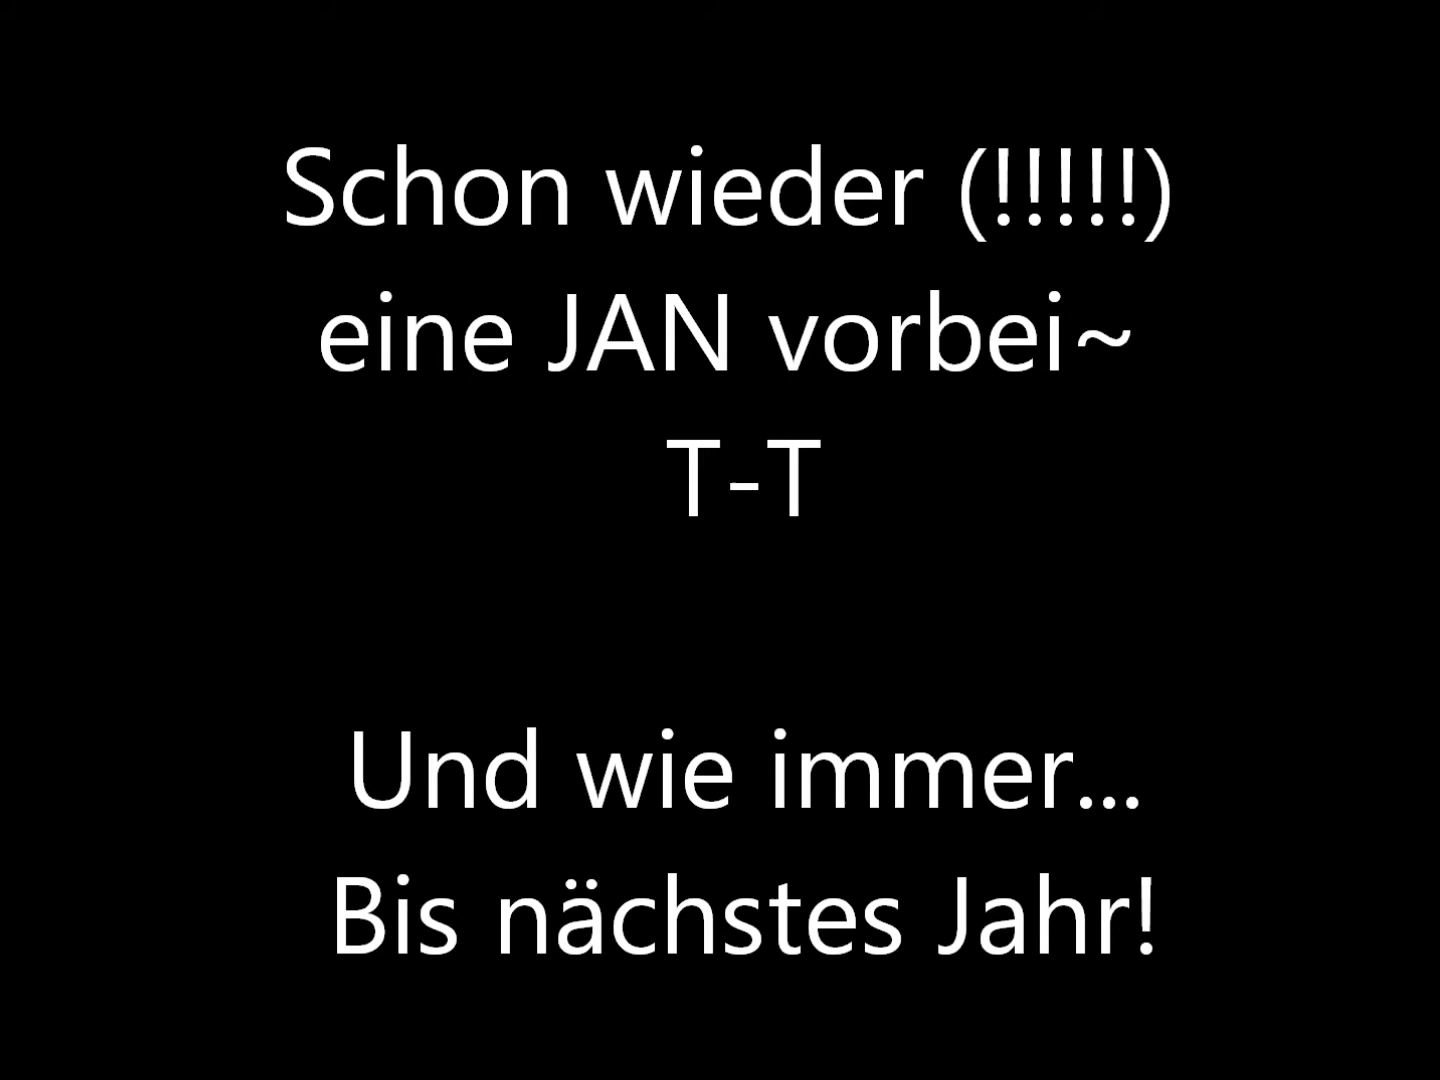 Schon wieder (!!!!!)
eine JAN vorbei~
T-T
Und wie immer...
Bis nächstes Jahr!